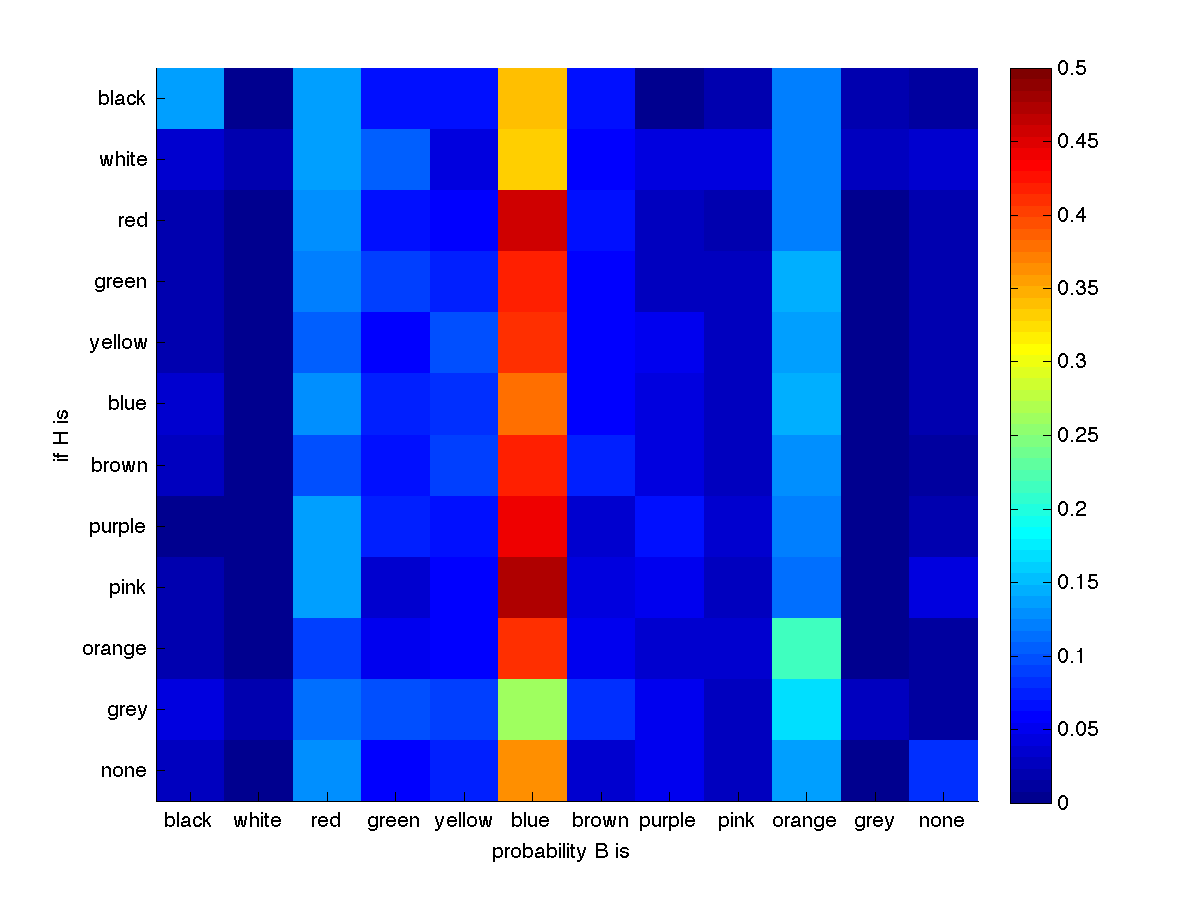 0.5
black
0.45
white
red
0.4
green
0.35
yellow
0.3
blue
0.25
if H is
brown
0.2
purple
0.15
pink
orange
0.1
grey
0.05
none
0
black white red green yellow blue brown purple pink orange grey none
probability B is